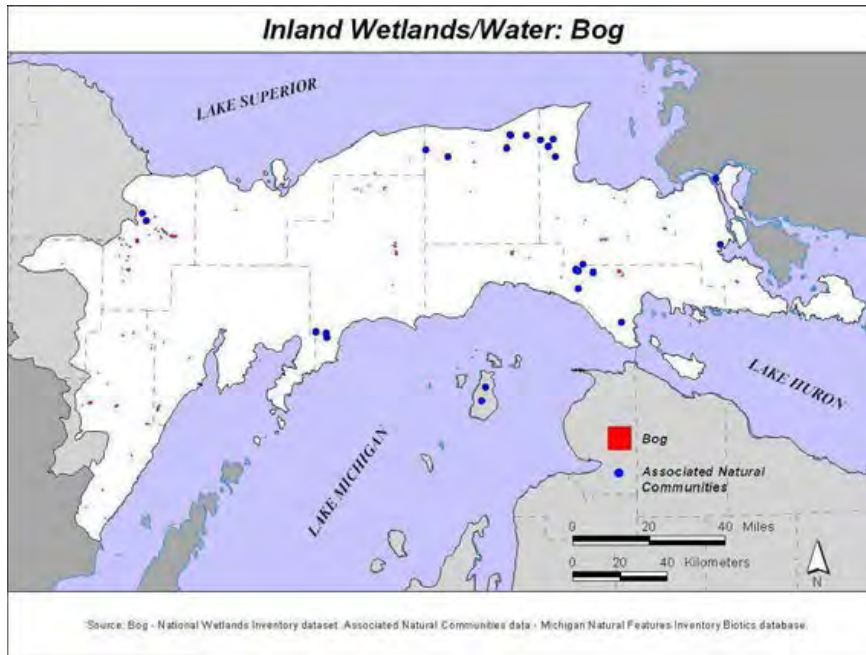 Inland Wetlands/Water: Bog
LAKE SUPERIOR
LAKE HURON
LAKE MICHIGAN
Bog
Associated Natural
Communities
0 20 40 Miles
0 20 40 Kilometers
N
Source: Bog - National Wetlands Inventory dataset. Associated Natural Communities data - Michigan Natural Features Inventory Biotics database.